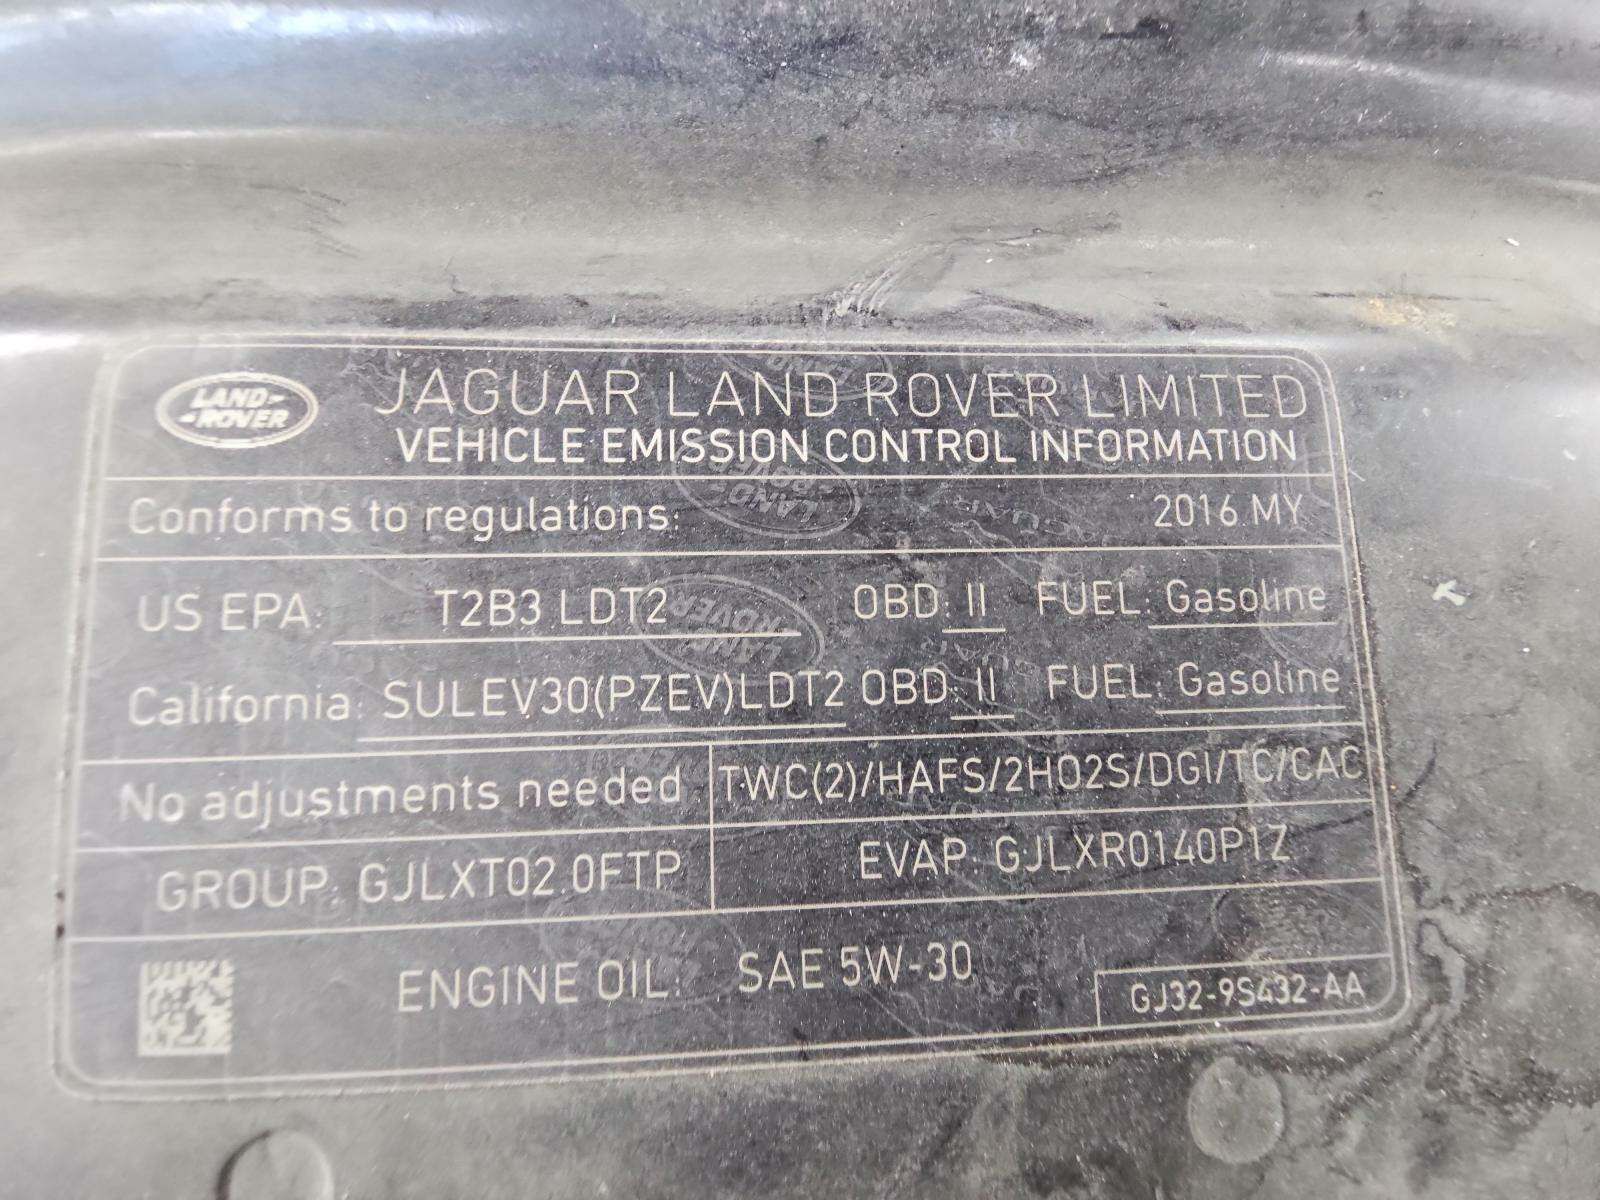 LAND ROVER
JAGUAR LAND ROVER LIMITED
VEHICLE EMISSION CONTROL INFORMATION
Conforms to regulations: 2016 MY
US EPA: T2B3 LDT2 OBD: II FUEL: Gasoline
California: SULEV30(PZEV)LDT2 OBD: II FUEL: Gasoline
No adjustments needed TWC(2)/HAFS/2HO2S/DGI/TC/CAC
GROUP: GJLXT02.0FTP EVAP: GJLXR0140P1Z
ENGINE OIL: SAE 5W-30
GJ32-9S432-AA